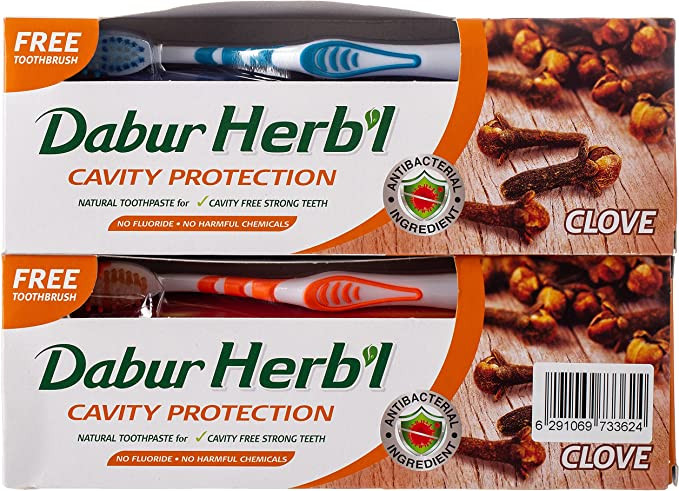 FREE
TOOTHBRUSH
Dabur Herb'l
CAVITY PROTECTION
NATURAL TOOTHPASTE for ✓ CAVITY FREE STRONG TEETH
NO FLUORIDE • NO HARMFUL CHEMICALS
ANTIBACTERIAL
INGREDIENT
CLOVE
FREE
TOOTHBRUSH
Dabur Herb'l
CAVITY PROTECTION
NATURAL TOOTHPASTE for ✓ CAVITY FREE STRONG TEETH
NO FLUORIDE • NO HARMFUL CHEMICALS
ANTIBACTERIAL
INGREDIENT
6 291069 733624
CLOVE